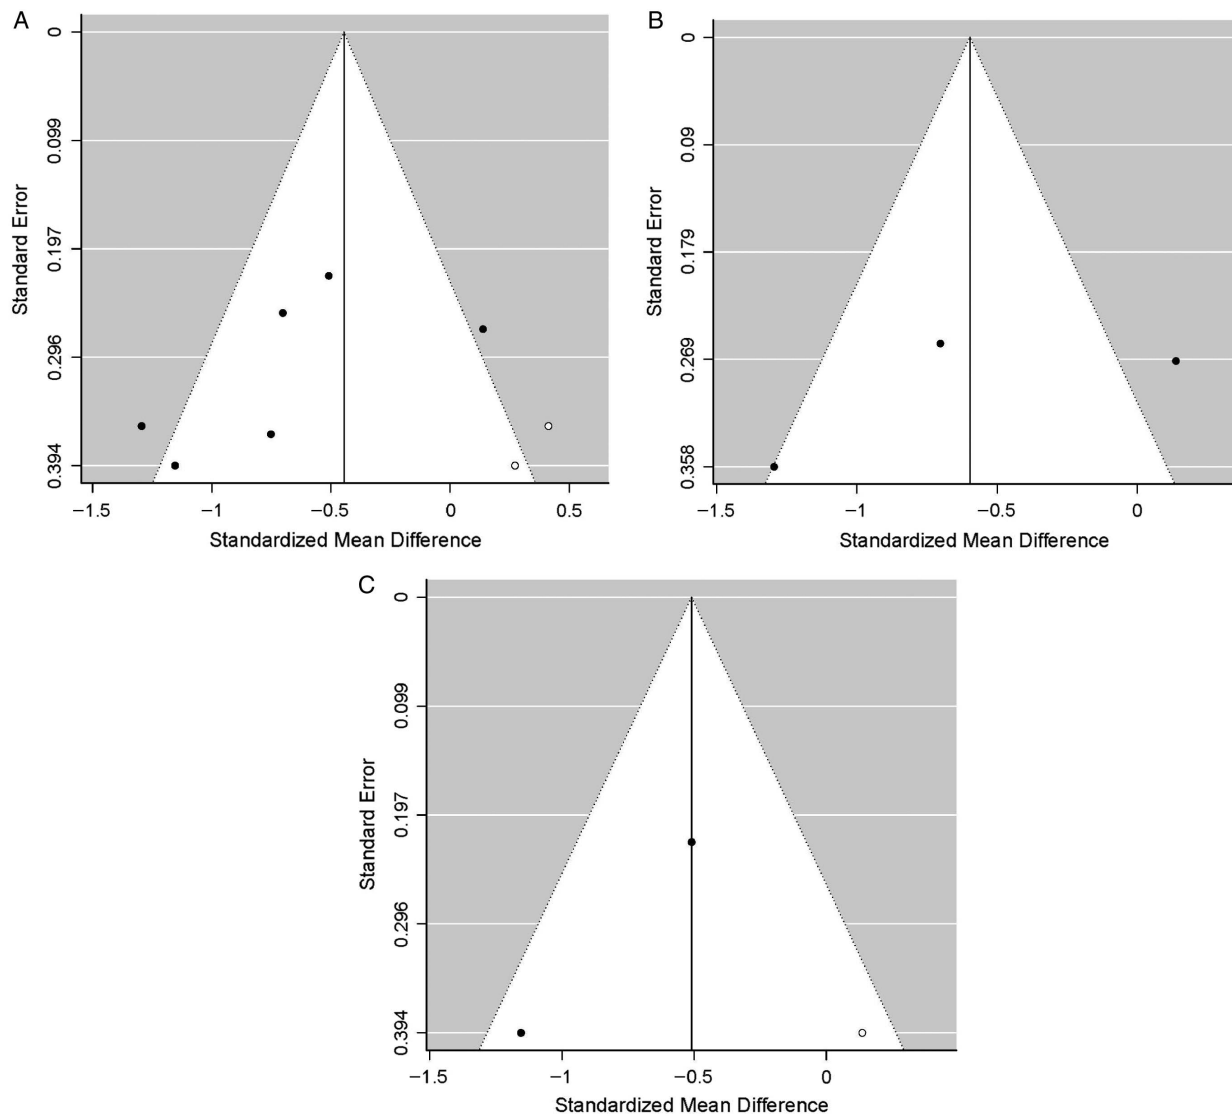 A
Standard Error
0
0.099
0.197
0.296
0.394
−1.5 −1 −0.5 0 0.5
Standardized Mean Difference
B
Standard Error
0
0.09
0.179
0.269
0.358
−1.5 −1 −0.5 0
Standardized Mean Difference
C
Standard Error
0
0.099
0.197
0.296
0.394
−1.5 −1 −0.5 0
Standardized Mean Difference